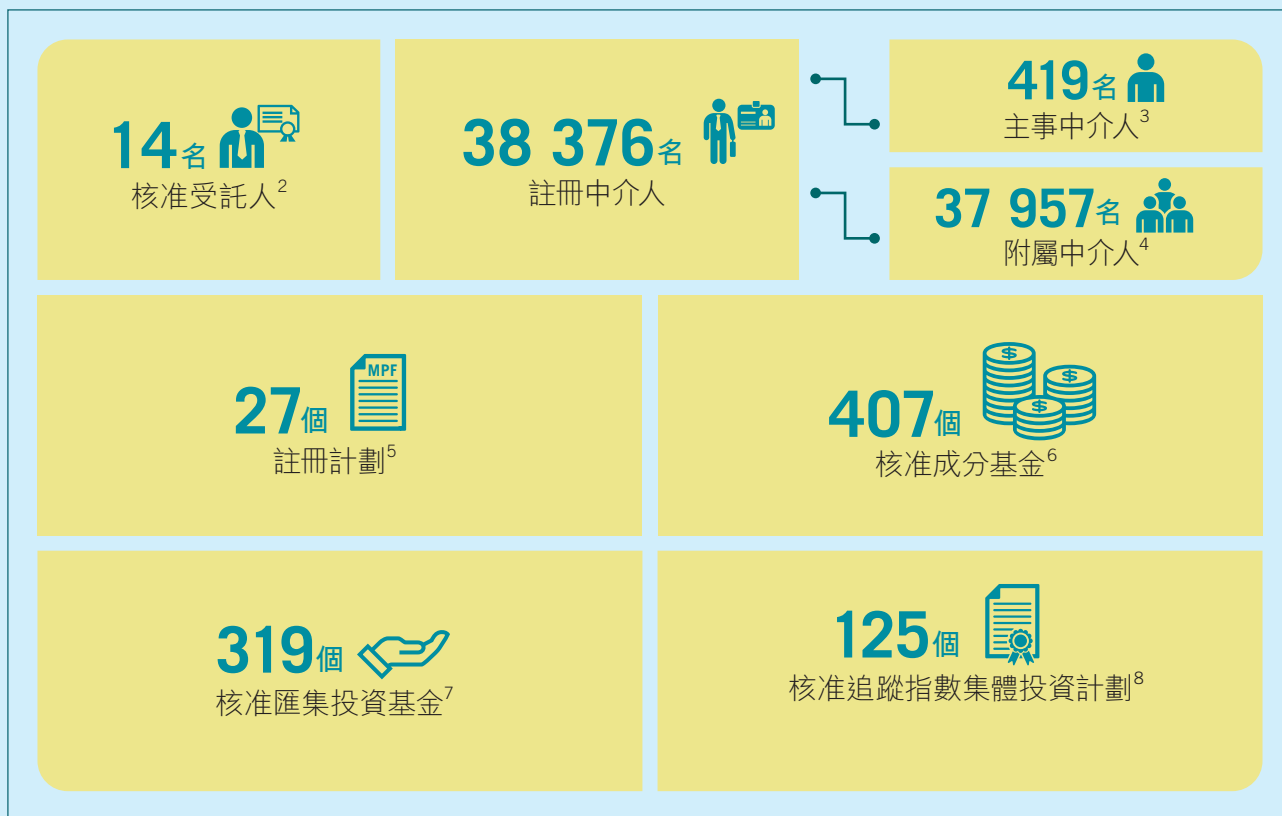 14名
核准受託人2
38 376名
註冊中介人
419名
主事中介人3
37 957名
附屬中介人4
27個
MPF
註冊計劃5
407個
$
$
$
核准成分基金6
319個
核准匯集投資基金7
125個
核准追蹤指數集體投資計劃8